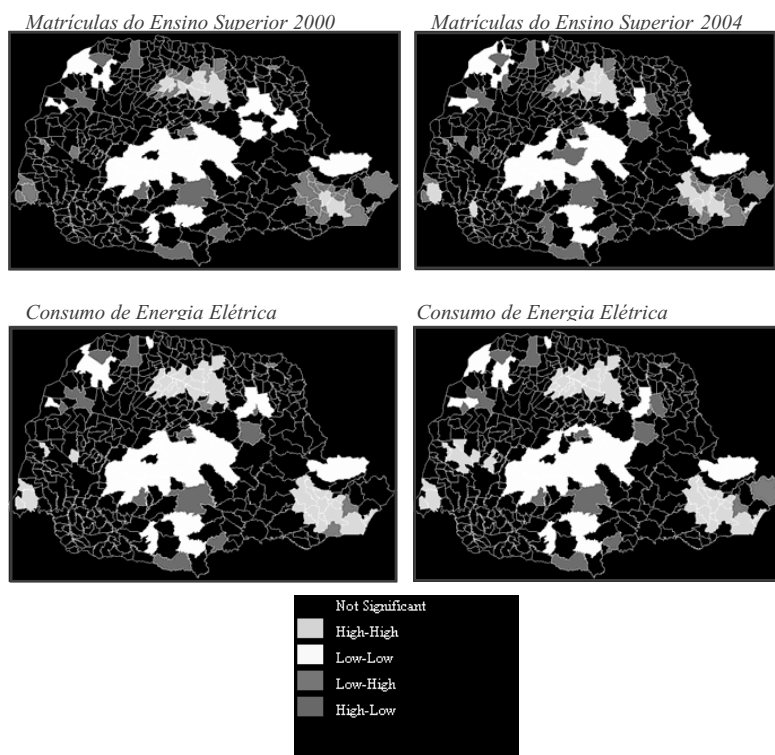 Matrículas do Ensino Superior 2000
Matrículas do Ensino Superior 2004
Consumo de Energia Elétrica
Consumo de Energia Elétrica
Not Significant
High-High
Low-Low
Low-High
High-Low